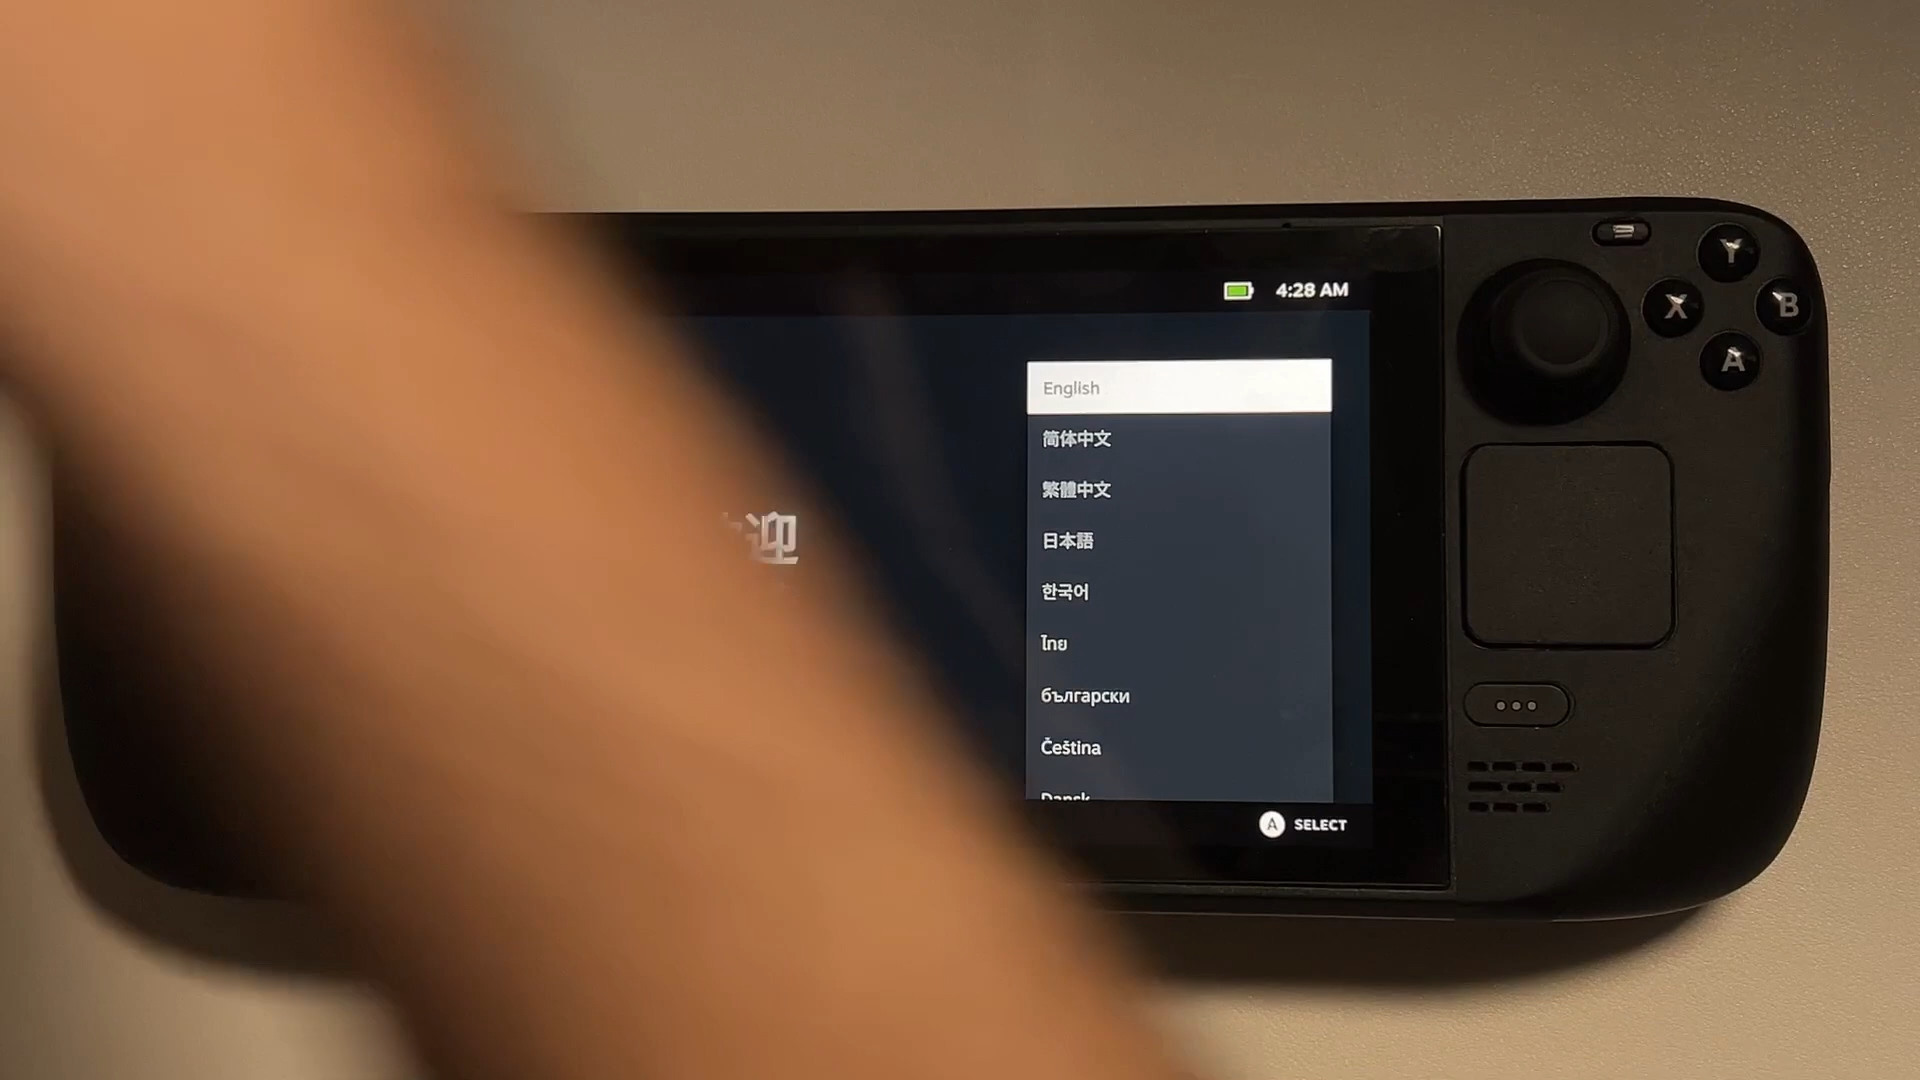 4:28 AM
English
简体中文
繁體中文
日本語
한국어
ไทย
български
Čeština
Dansk
迎
A SELECT
Y
X
B
A